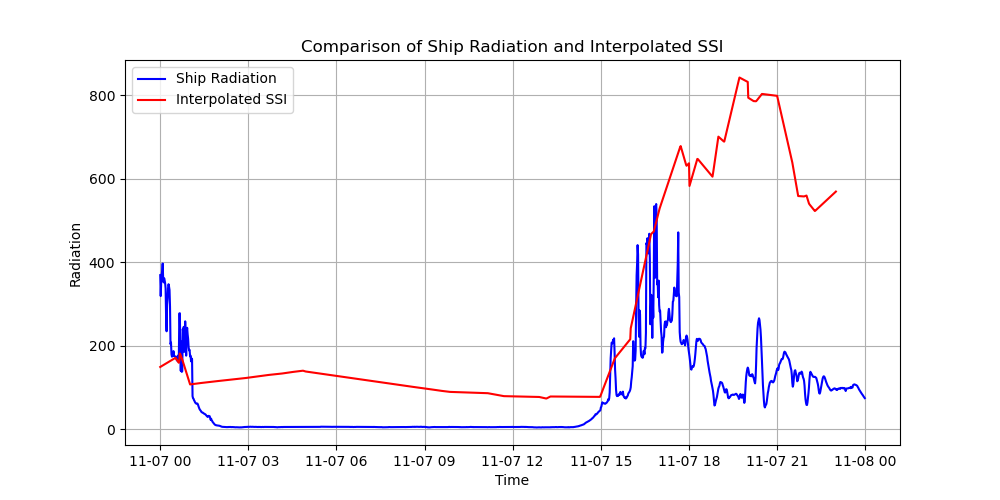 Comparison of Ship Radiation and Interpolated SSI
Ship Radiation
Interpolated SSI
Radiation
800
600
400
200
0
11-07 00
11-07 03
11-07 06
11-07 09
11-07 12
11-07 15
11-07 18
11-07 21
11-08 00
Time